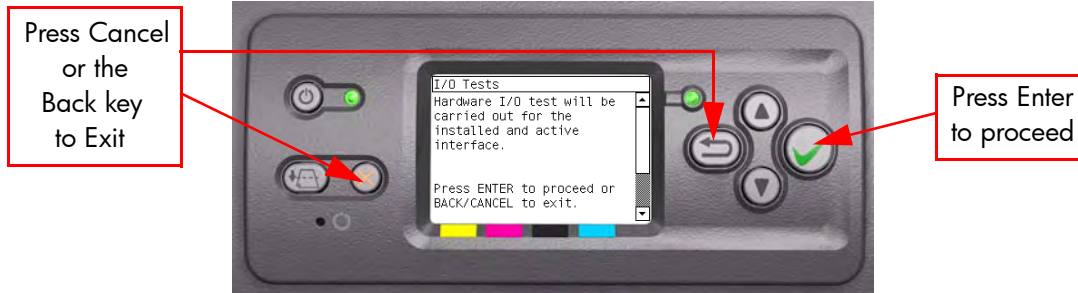 Press Cancel
or the
Back key
to Exit
I/O Tests
Hardware I/O test will be
carried out for the
installed and active
interface.
Press ENTER to proceed or
BACK/CANCEL to exit.
Press Enter
to proceed